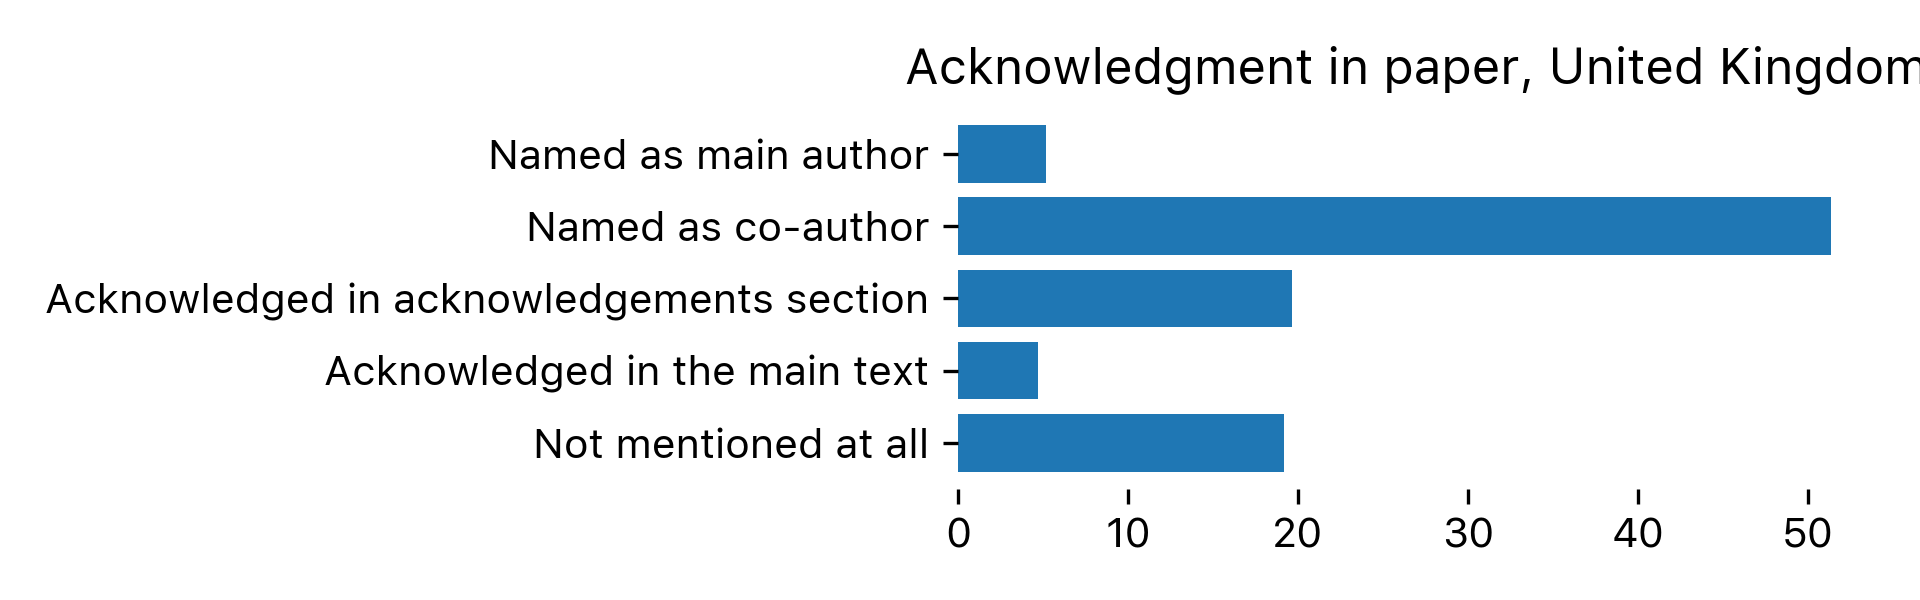 Acknowledgment in paper, United Kingdom
Named as main author
Named as co-author
Acknowledged in acknowledgements section
Acknowledged in the main text
Not mentioned at all
0 10 20 30 40 50